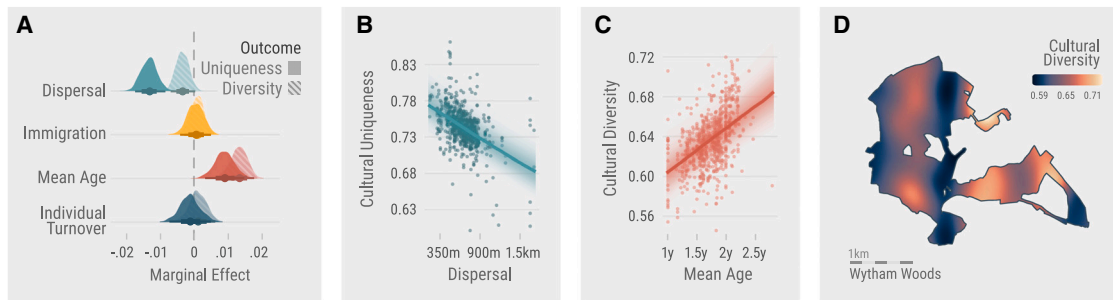 A
Outcome
Uniqueness
Diversity
Dispersal
Immigration
Mean Age
Individual
Turnover
-.02 -.01 0 .01 .02
Marginal Effect
B
Cultural Uniqueness
0.83
0.78
0.73
0.68
0.63
350m 900m 1.5km
Dispersal
C
Cultural Diversity
0.72
0.68
0.64
0.60
0.56
1y 1.5y 2y 2.5y
Mean Age
D
Cultural
Diversity
0.59 0.65 0.71
1km
Wytham Woods